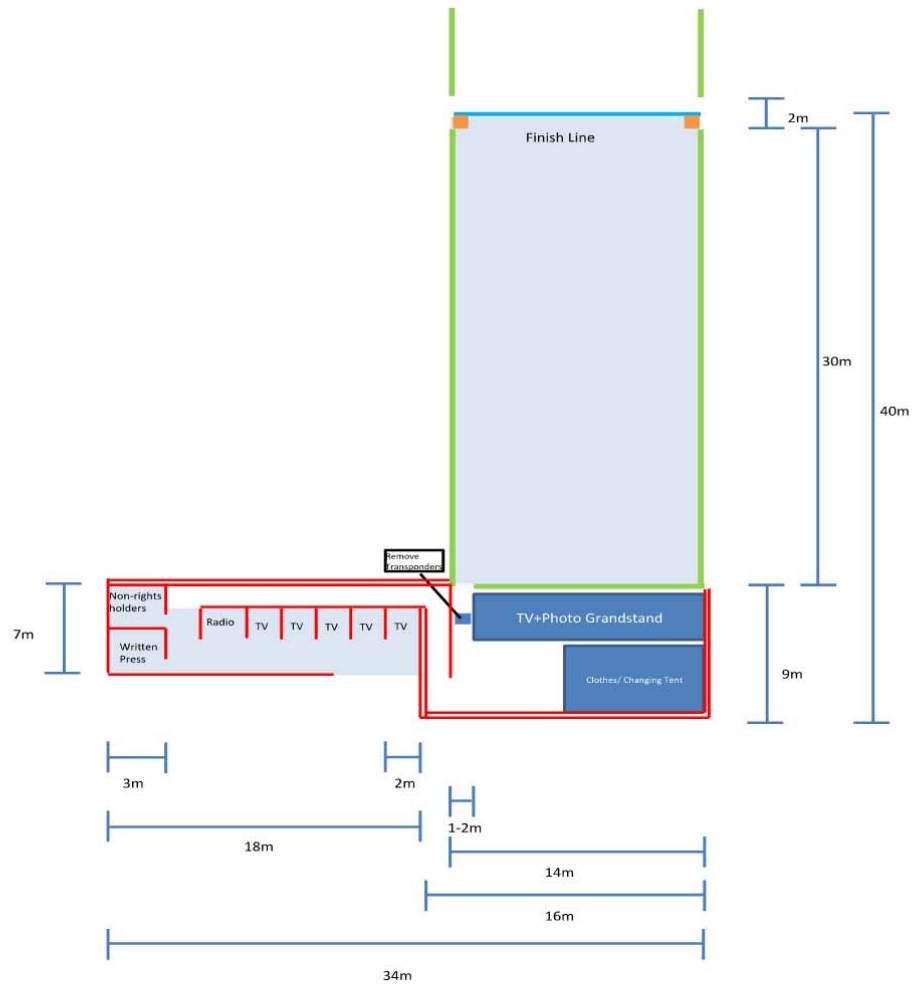 2m
Finish Line
30m
40m
Remove
Transponders
Non-rights
holders
Radio
TV
TV
TV
TV
TV
TV+Photo Grandstand
7m
Written
Press
Clothes/ Changing Tent
9m
3m
2m
1-2m
18m
14m
16m
34m